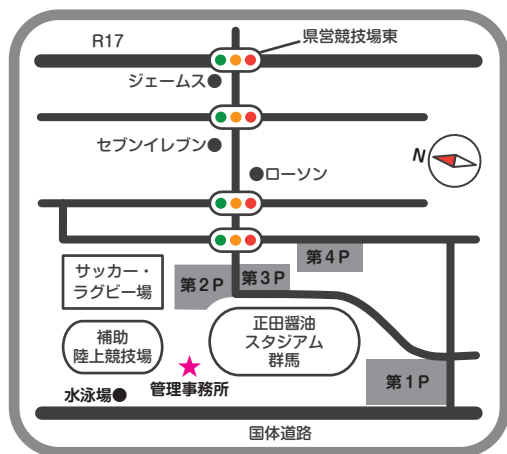 R17
県営競技場東
ジェームス
セブンイレブン
ローソン
N
第4P
第3P
第2P
サッカー・
ラグビー場
正田醤油
スタジアム
群馬
補助
陸上競技場
第1P
管理事務所
水泳場
国体道路